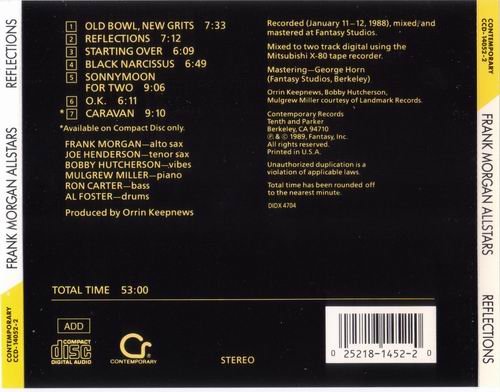 1 OLD BOWL, NEW GRITS 7:33
2 REFLECTIONS 7:12
3 STARTING OVER 6:09
4 BLACK NARCISSUS 6:49
5 SONNYMOON
FOR TWO 9:06
6 O.K. 6:11
* 7 CARAVAN 9:10
*Available on Compact Disc only.
FRANK MORGAN—alto sax
JOE HENDERSON—tenor sax
BOBBY HUTCHERSON—vibes
MULGREW MILLER—piano
RON CARTER—bass
AL FOSTER—drums
Produced by Orrin Keepnews
Recorded (January 11–12, 1988), mixed/and
mastered at Fantasy Studios.
Mixed to two track digital using the
Mitsubishi X-80 tape recorder.
Mastering—George Horn
(Fantasy Studios, Berkeley)
Orrin Keepnews, Bobby Hutcherson,
Mulgrew Miller courtesy of Landmark Records.
Contemporary Records
Tenth and Parker
Berkeley, CA 94710
℗ & © 1989, Fantasy, Inc.
All rights reserved.
Printed in U.S.A.
Unauthorized duplication is a
violation of applicable laws.
Total time has been rounded off
to the nearest minute.
DIDX 4704
TOTAL TIME 53:00
ADD
COMPACT
disc
DIGITAL AUDIO
CR
CONTEMPORARY
STEREO
0 25218-1452-2 0
CONTEMPORARY
CCD-14052-2
FRANK MORGAN ALLSTARS
REFLECTIONS
CONTEMPORARY
CCD-14052-2
FRANK MORGAN ALLSTARS
REFLECTIONS